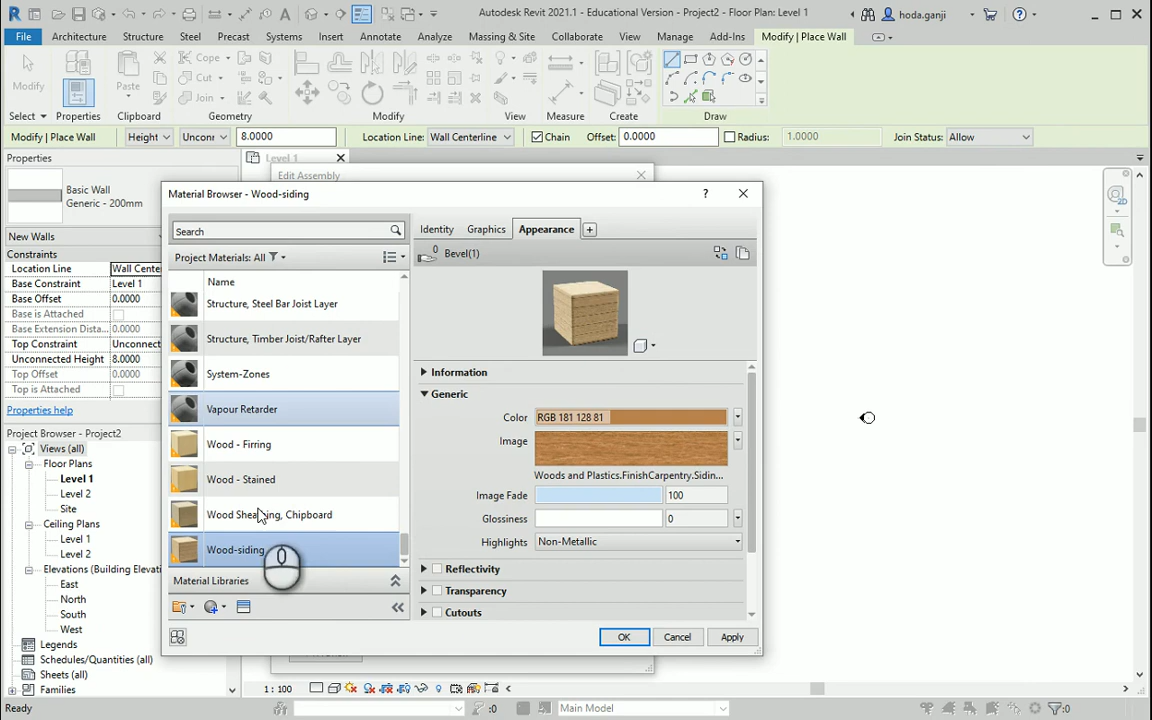 Autodesk Revit 2021.1 - Educational Version - Project2 - Floor Plan: Level 1
hoda.ganji
File Architecture Structure Steel Precast Systems Insert Annotate Analyze Massing & Site Collaborate View Manage Add-Ins Modify | Place Wall
Cope
Cut
Join
Modify
Paste
Select Properties Clipboard Geometry Modify View Measure Create Draw
Modify | Place Wall Height Unconr 8.0000 Location Line: Wall Centerline Chain Offset: 0.0000 Radius: 1.0000 Join Status: Allow
Properties
Level 1
Basic Wall
Generic - 200mm
New Walls
Constraints
Location Line Wall Cente
Base Constraint Level 1
Base Offset 0.0000
Base is Attached
Base Extension Dista... 0.0000
Top Constraint Unconnec
Unconnected Height 8.0000
Top Offset 0.0000
Top is Attached
Properties help
Project Browser - Project2
Views (all)
Floor Plans
Level 1
Level 2
Site
Ceiling Plans
Level 1
Level 2
Elevations (Building Elevati
East
North
South
West
Legends
Schedules/Quantities (all)
Sheets (all)
Families
Edit Assembly
Material Browser - Wood-siding
?
Search
Project Materials: All
Name
Structure, Steel Bar Joist Layer
Structure, Timber Joist/Rafter Layer
System-Zones
Vapour Retarder
Wood - Firring
Wood - Stained
Wood Sheathing, Chipboard
Wood-siding
Material Libraries
Identity Graphics Appearance +
0 Bevel(1)
Information
Generic
Color RGB 181 128 81
Image
Woods and Plastics.FinishCarpentry.Sidin...
Image Fade 100
Glossiness 0
Highlights Non-Metallic
Reflectivity
Transparency
Cutouts
OK Cancel Apply
2D
1 : 100
Ready
:0
Main Model
:0